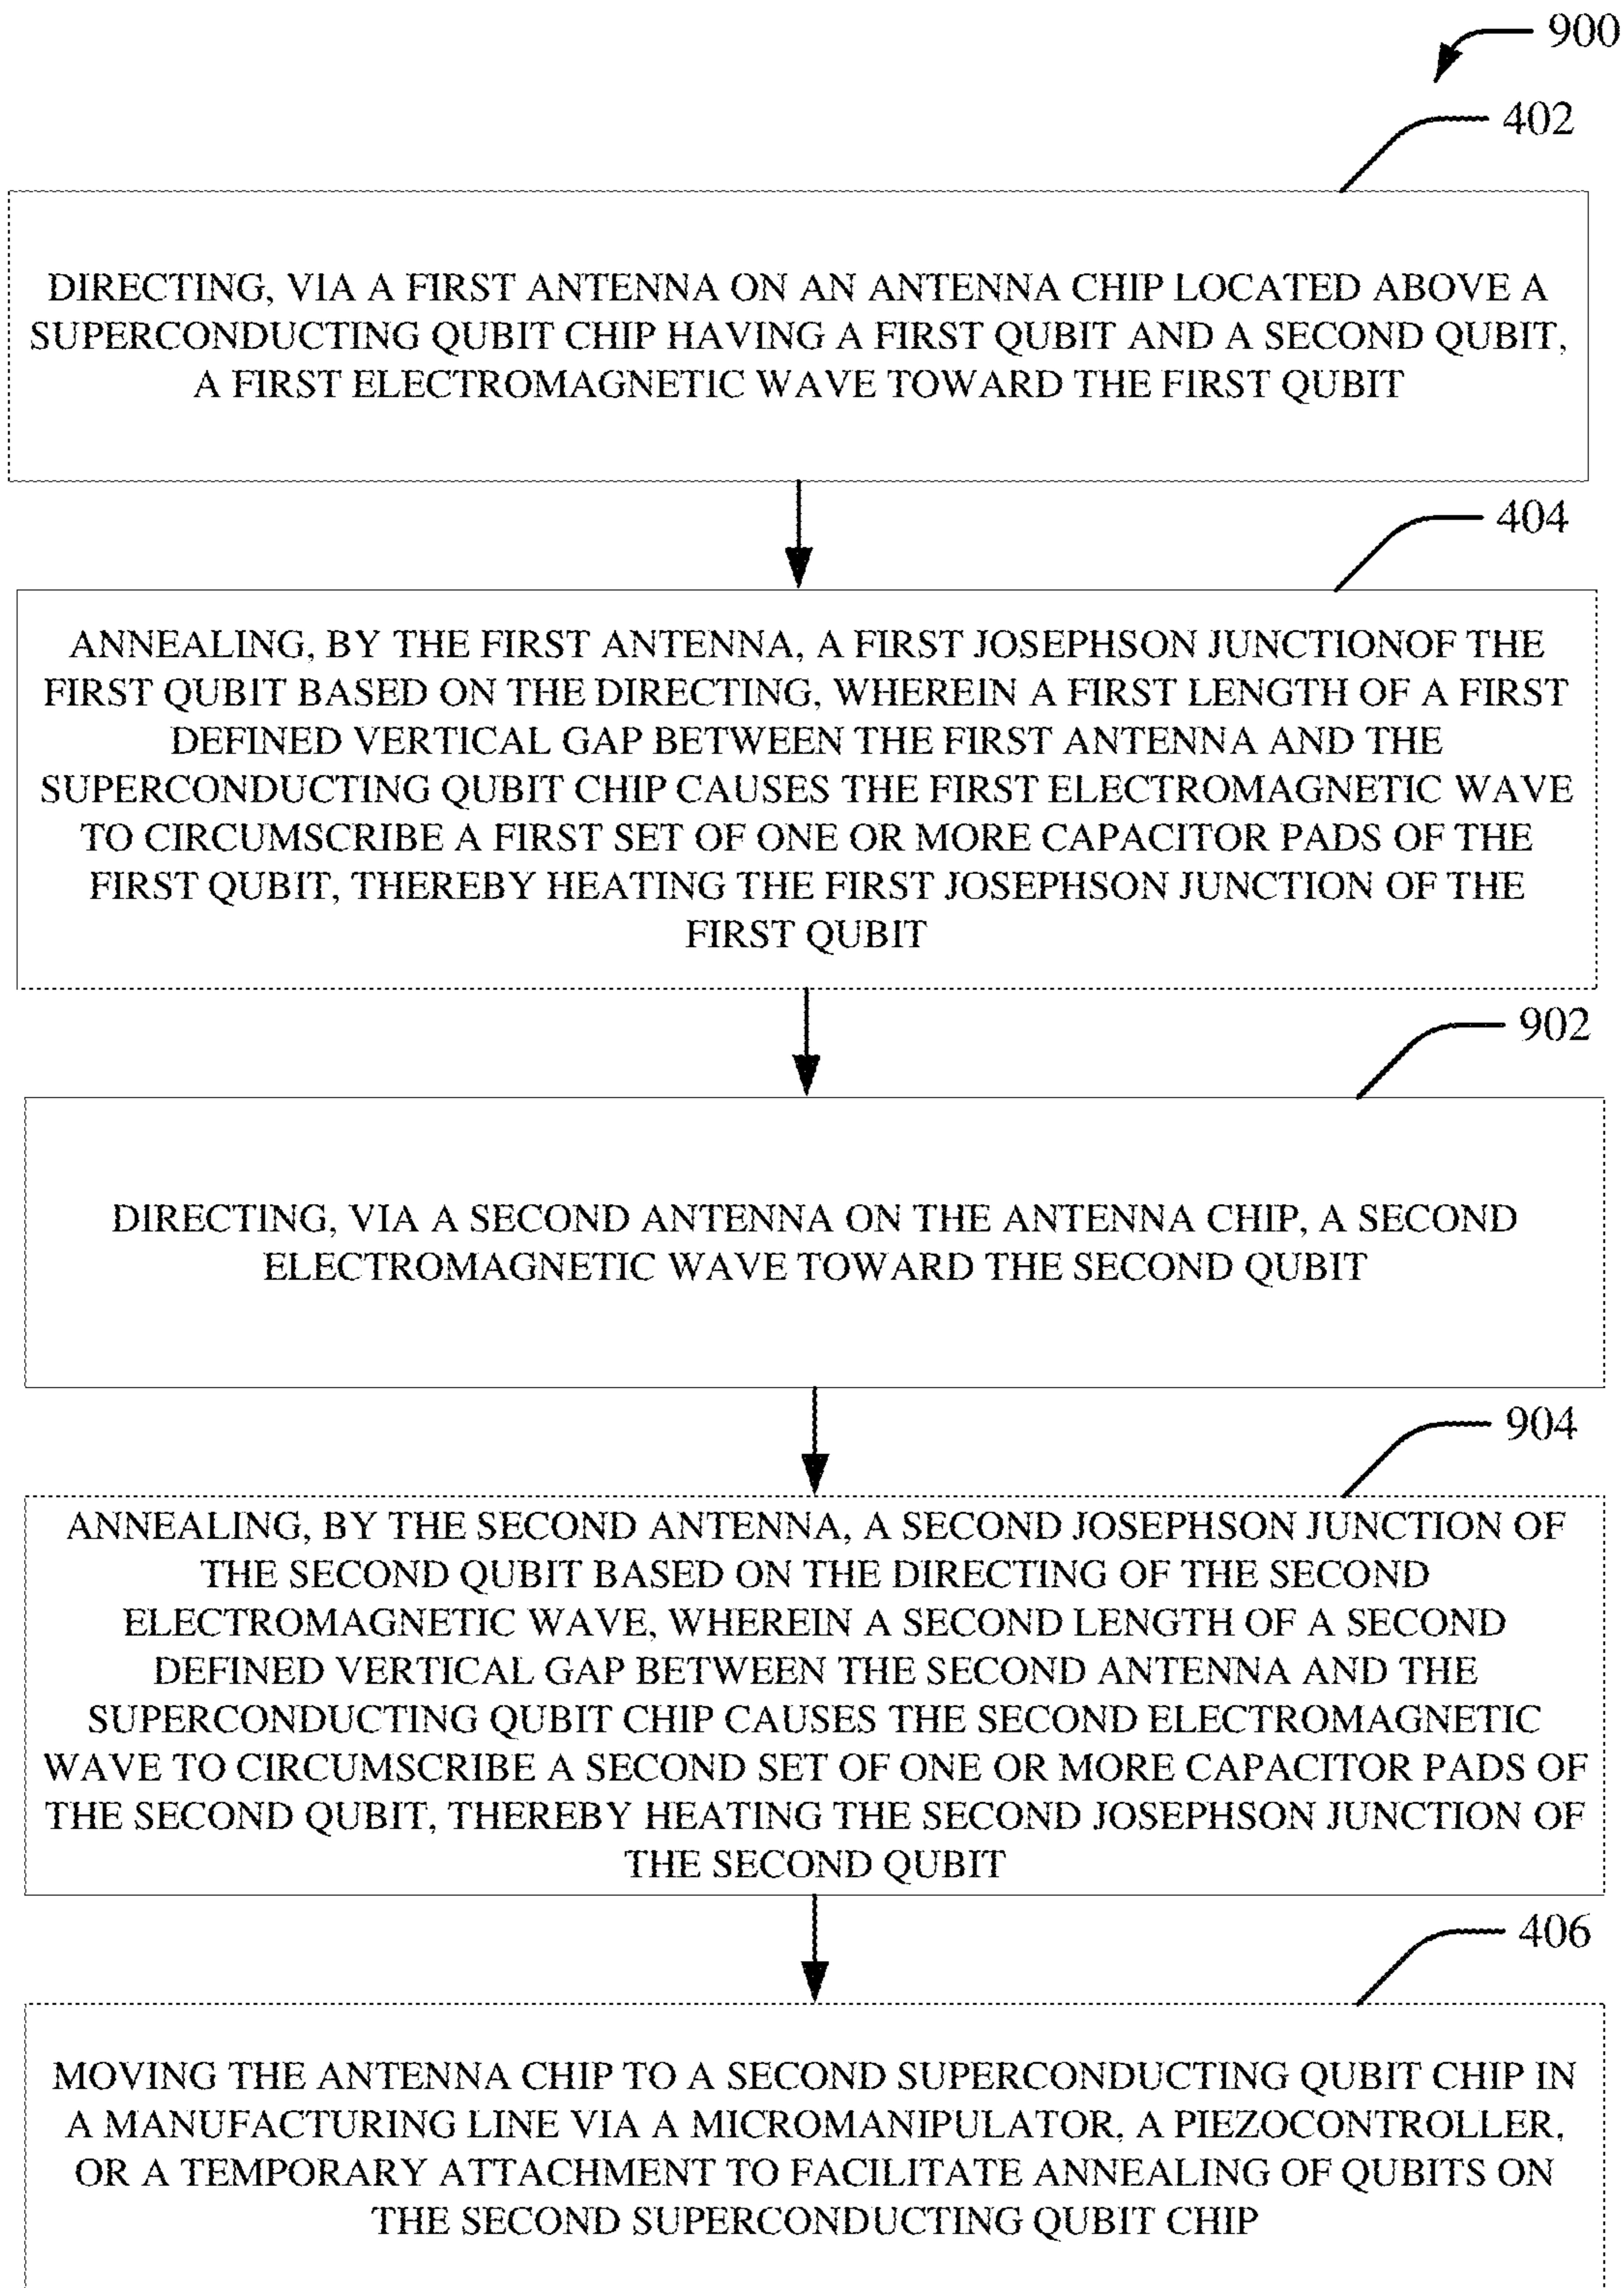 900
402
DIRECTING, VIA A FIRST ANTENNA ON AN ANTENNA CHIP LOCATED ABOVE A
SUPERCONDUCTING QUBIT CHIP HAVING A FIRST QUBIT AND A SECOND QUBIT,
A FIRST ELECTROMAGNETIC WAVE TOWARD THE FIRST QUBIT
404
ANNEALING, BY THE FIRST ANTENNA, A FIRST JOSEPHSON JUNCTIONOF THE
FIRST QUBIT BASED ON THE DIRECTING, WHEREIN A FIRST LENGTH OF A FIRST
DEFINED VERTICAL GAP BETWEEN THE FIRST ANTENNA AND THE
SUPERCONDUCTING QUBIT CHIP CAUSES THE FIRST ELECTROMAGNETIC WAVE
TO CIRCUMSCRIBE A FIRST SET OF ONE OR MORE CAPACITOR PADS OF THE
FIRST QUBIT, THEREBY HEATING THE FIRST JOSEPHSON JUNCTION OF THE
FIRST QUBIT
902
DIRECTING, VIA A SECOND ANTENNA ON THE ANTENNA CHIP, A SECOND
ELECTROMAGNETIC WAVE TOWARD THE SECOND QUBIT
904
ANNEALING, BY THE SECOND ANTENNA, A SECOND JOSEPHSON JUNCTION OF
THE SECOND QUBIT BASED ON THE DIRECTING OF THE SECOND
ELECTROMAGNETIC WAVE, WHEREIN A SECOND LENGTH OF A SECOND
DEFINED VERTICAL GAP BETWEEN THE SECOND ANTENNA AND THE
SUPERCONDUCTING QUBIT CHIP CAUSES THE SECOND ELECTROMAGNETIC
WAVE TO CIRCUMSCRIBE A SECOND SET OF ONE OR MORE CAPACITOR PADS OF
THE SECOND QUBIT, THEREBY HEATING THE SECOND JOSEPHSON JUNCTION OF
THE SECOND QUBIT
406
MOVING THE ANTENNA CHIP TO A SECOND SUPERCONDUCTING QUBIT CHIP IN
A MANUFACTURING LINE VIA A MICROMANIPULATOR, A PIEZOCONTROLLER,
OR A TEMPORARY ATTACHMENT TO FACILITATE ANNEALING OF QUBITS ON
THE SECOND SUPERCONDUCTING QUBIT CHIP